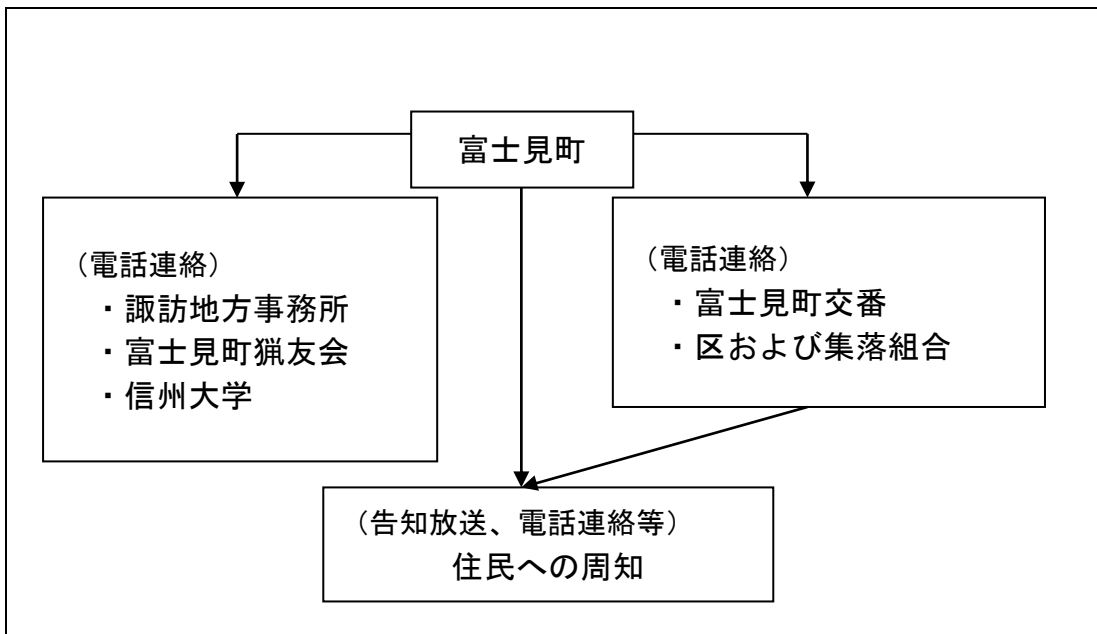 富士見町
（電話連絡）
・諏訪地方事務所
・富士見町猟友会
・信州大学
（電話連絡）
・富士見町交番
・区および集落組合
（告知放送、電話連絡等）
住民への周知